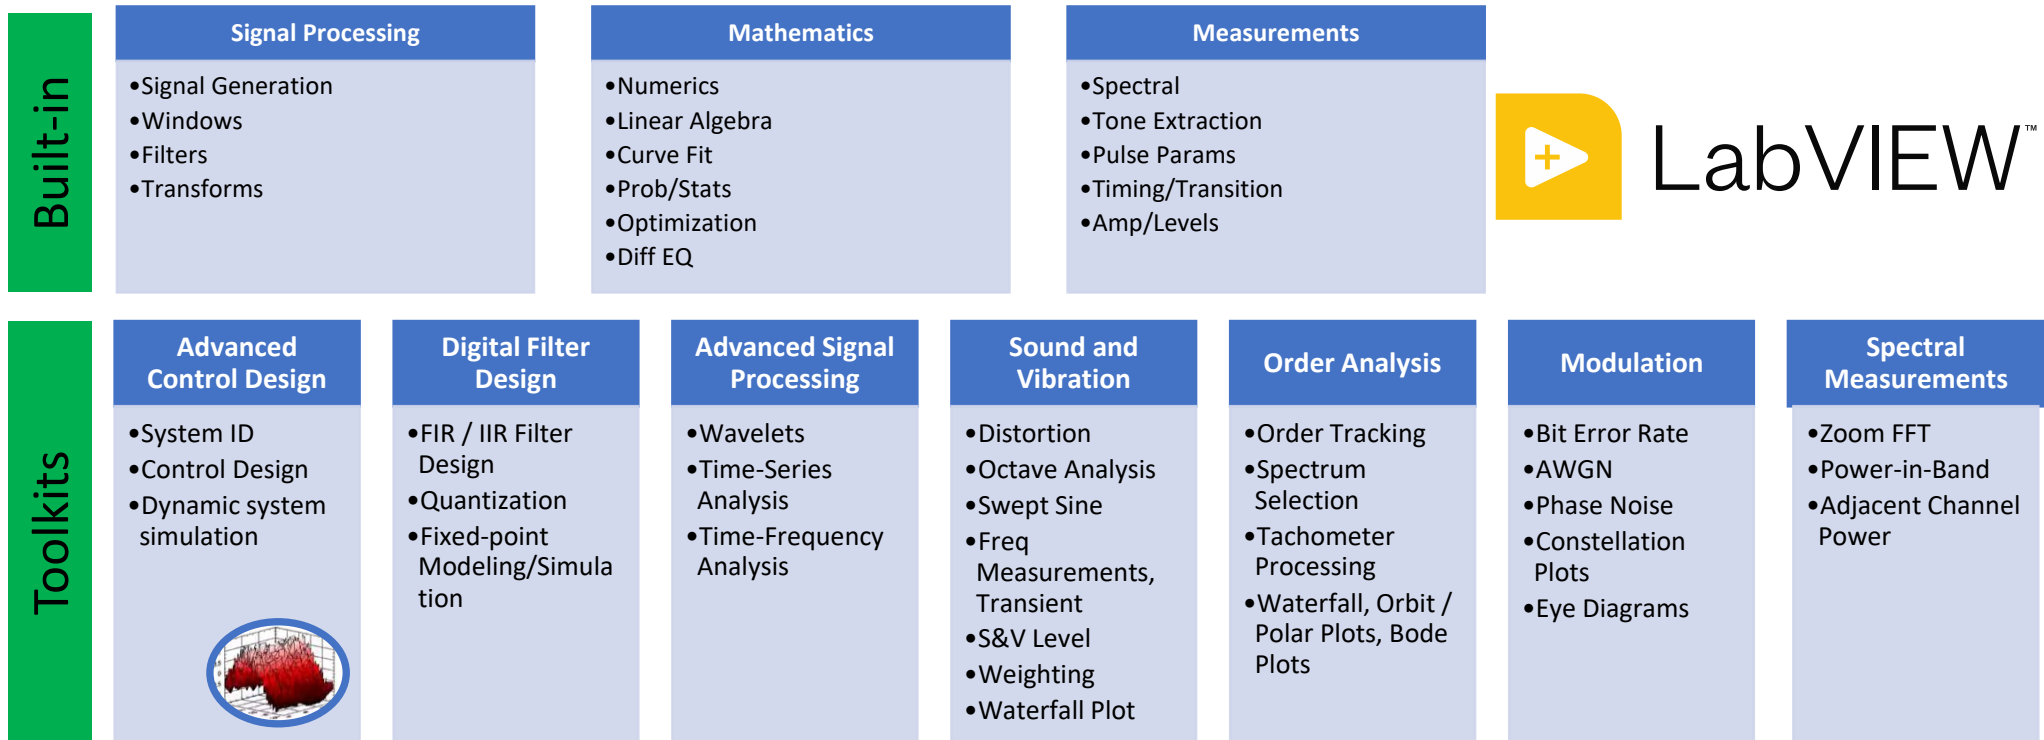 Built-in
Signal Processing
•Signal Generation
•Windows
•Filters
•Transforms
Mathematics
•Numerics
•Linear Algebra
•Curve Fit
•Prob/Stats
•Optimization
•Diff EQ
Measurements
•Spectral
•Tone Extraction
•Pulse Params
•Timing/Transition
•Amp/Levels
LabVIEW™
Toolkits
Advanced
Control Design
•System ID
•Control Design
•Dynamic system
simulation
Digital Filter
Design
•FIR / IIR Filter
Design
•Quantization
•Fixed-point
Modeling/Simula
tion
Advanced Signal
Processing
•Wavelets
•Time-Series
Analysis
•Time-Frequency
Analysis
Sound and
Vibration
•Distortion
•Octave Analysis
•Swept Sine
•Freq
Measurements,
Transient
•S&V Level
•Weighting
•Waterfall Plot
Order Analysis
•Order Tracking
•Spectrum
Selection
•Tachometer
Processing
•Waterfall, Orbit /
Polar Plots, Bode
Plots
Modulation
•Bit Error Rate
•AWGN
•Phase Noise
•Constellation
Plots
•Eye Diagrams
Spectral
Measurements
•Zoom FFT
•Power-in-Band
•Adjacent Channel
Power